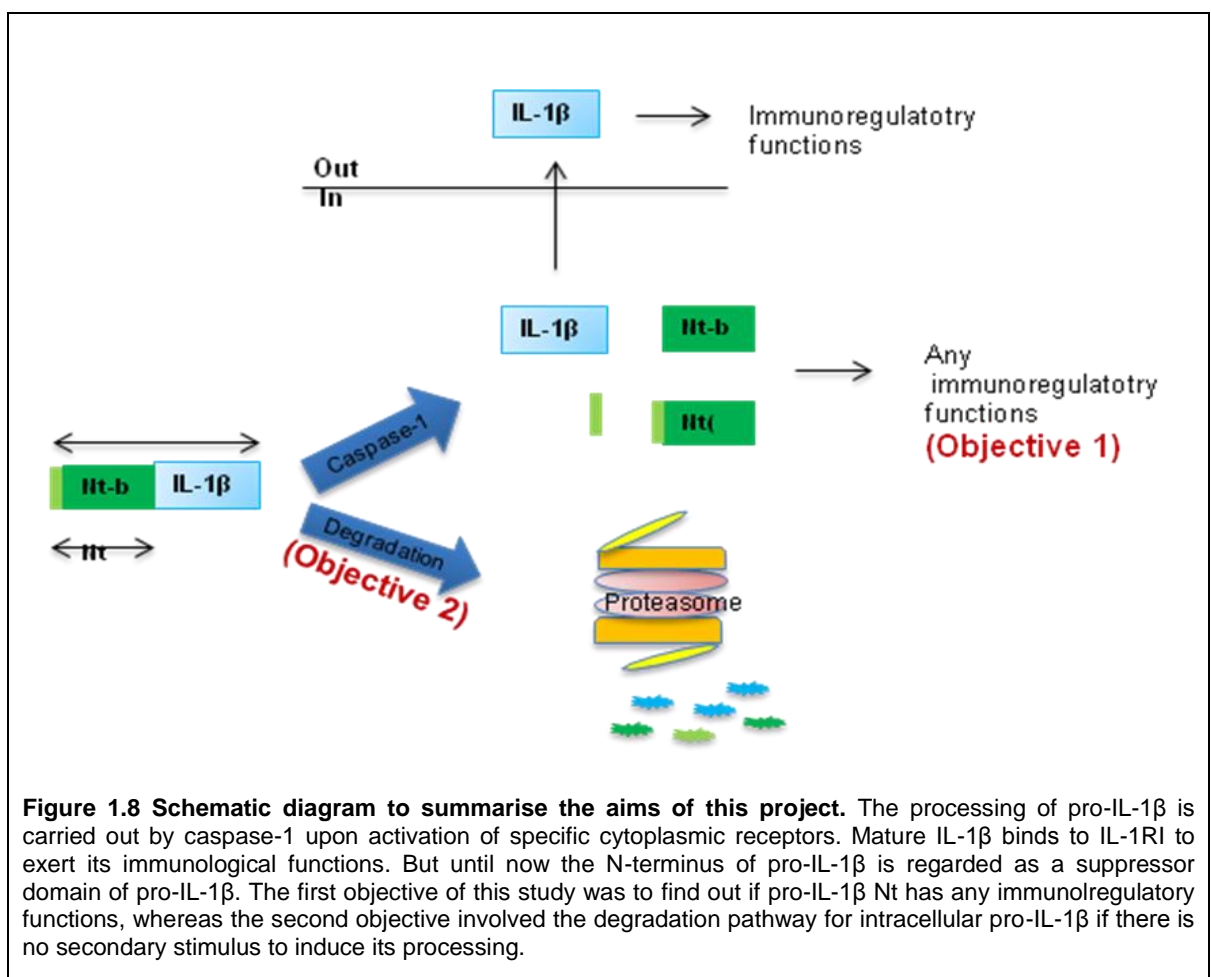 IL-1β
Immunoregulatotry
functions
Out
In
IL-1β
Nt-b
Any
immunoregulatotry
functions
(Objective 1)
Nt(
Caspase-1
Nt-b
IL-1β
Nt
Degradation
(Objective 2)
Proteasome
Figure 1.8 Schematic diagram to summarise the aims of this project. The processing of pro-IL-1β is
carried out by caspase-1 upon activation of specific cytoplasmic receptors. Mature IL-1β binds to IL-1RI to
exert its immunological functions. But until now the N-terminus of pro-IL-1β is regarded as a suppressor
domain of pro-IL-1β. The first objective of this study was to find out if pro-IL-1β Nt has any immunolregulatory
functions, whereas the second objective involved the degradation pathway for intracellular pro-IL-1β if there is
no secondary stimulus to induce its processing.